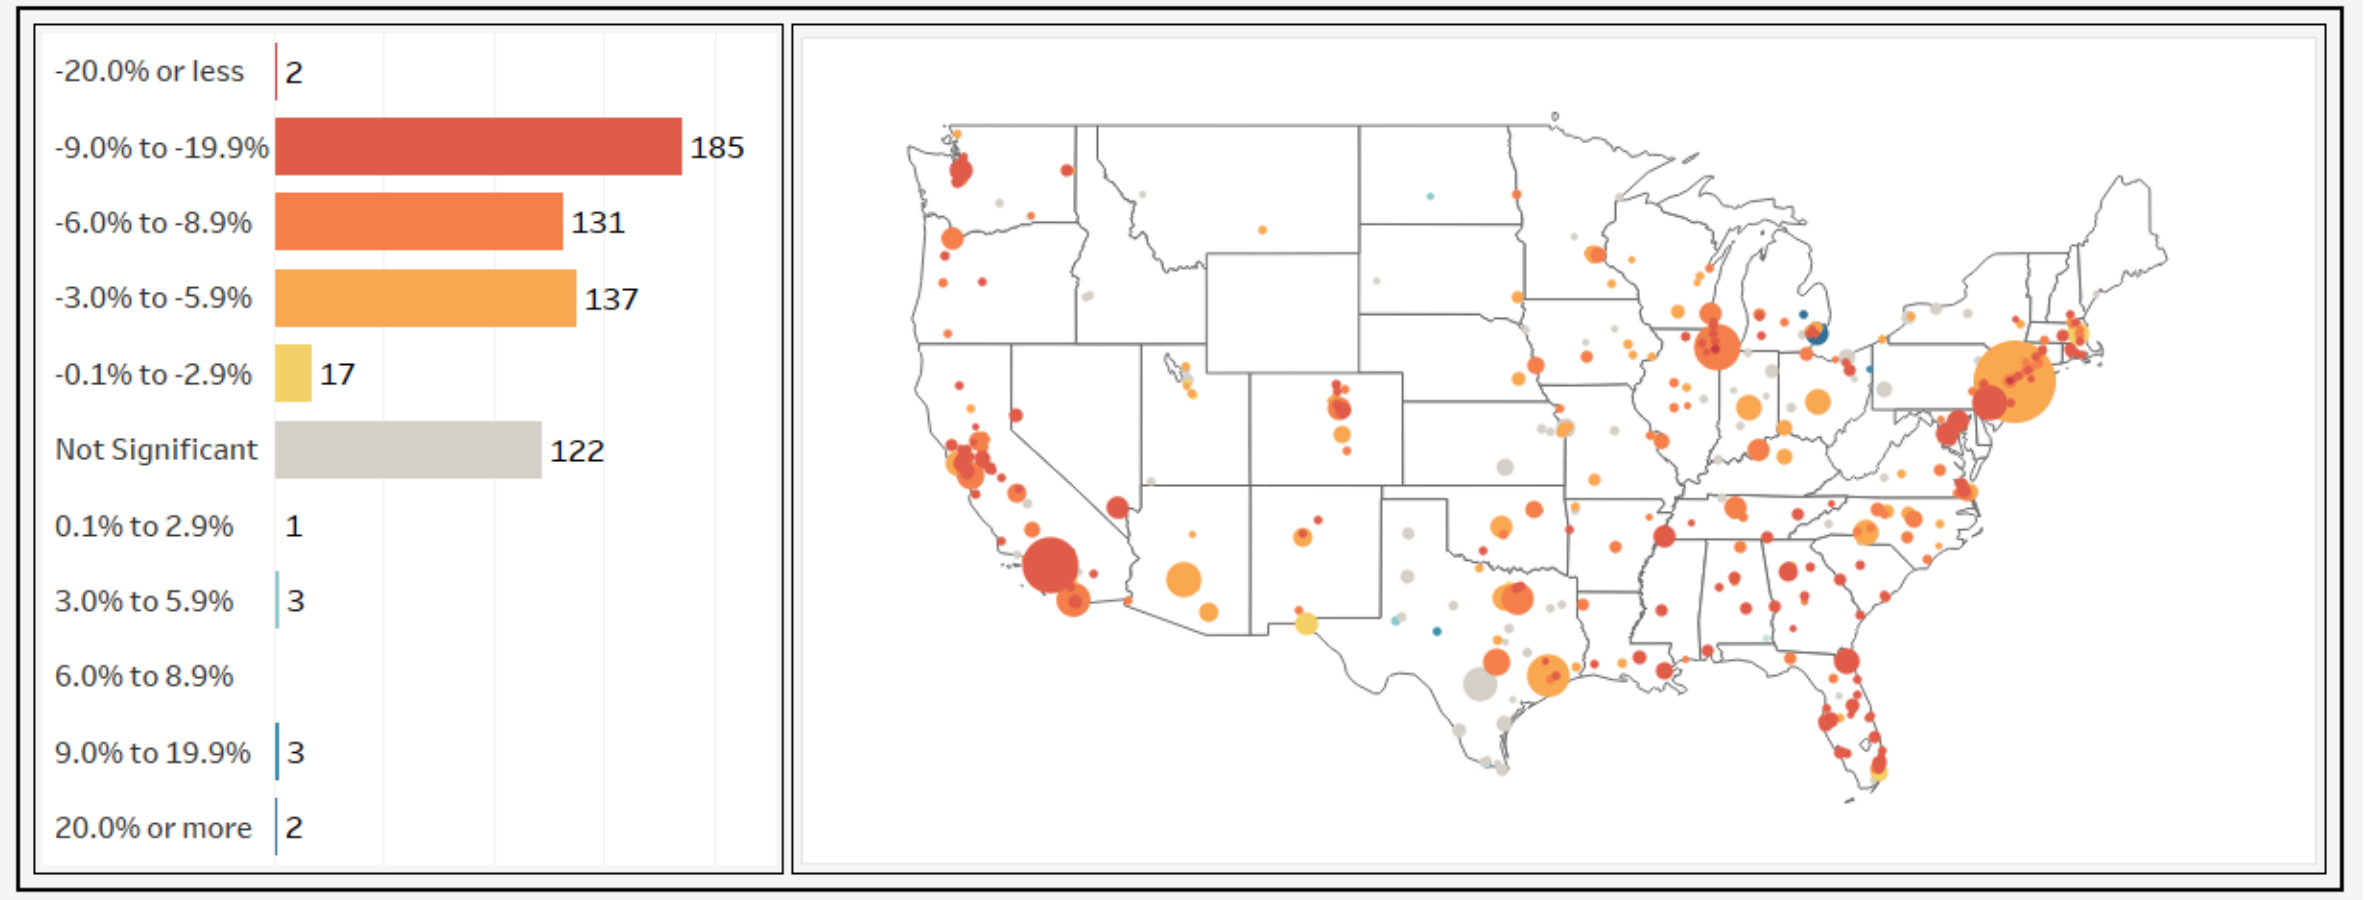 -20.0% or less 2
-9.0% to -19.9% 185
-6.0% to -8.9% 131
-3.0% to -5.9% 137
-0.1% to -2.9% 17
Not Significant 122
0.1% to 2.9% 1
3.0% to 5.9% 3
6.0% to 8.9%
9.0% to 19.9% 3
20.0% or more 2